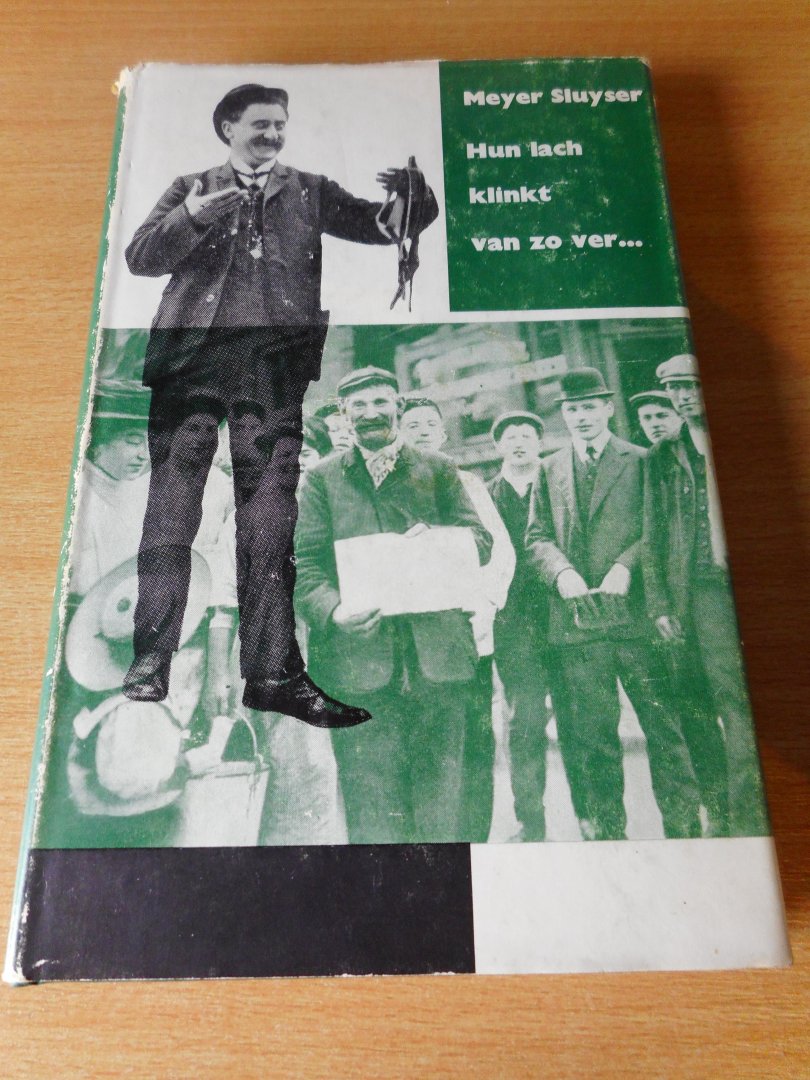 Meyer Sluyser
Hun lach
klinkt
van zo ver...